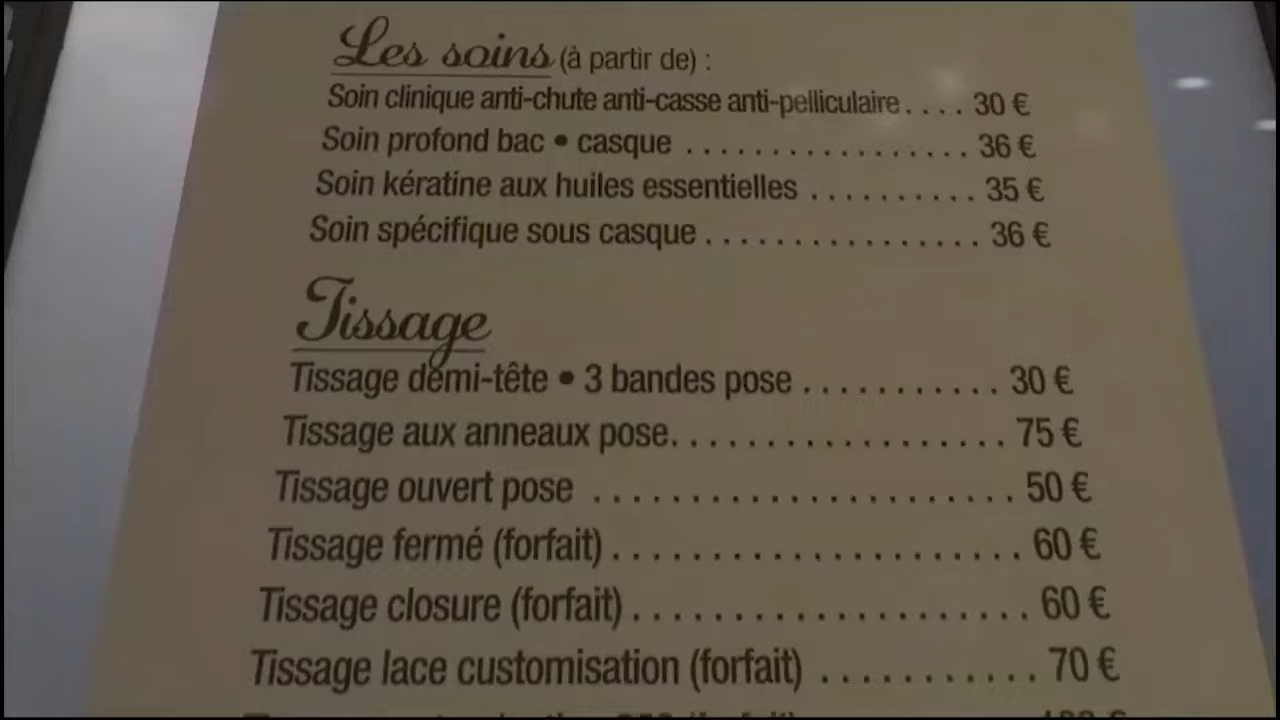 Les soins (à partir de) :
Soin clinique anti-chute anti-casse anti-pelliculaire.... 30 €
Soin profond bac • casque ................. 36 €
Soin kératine aux huiles essentielles .......... 35 €
Soin spécifique sous casque................ 36 €
Tissage
Tissage demi-tête • 3 bandes pose ........... 30 €
Tissage aux anneaux pose.................. 75 €
Tissage ouvert pose ...................... 50 €
Tissage fermé (forfait)..................... 60 €
Tissage closure (forfait).................... 60 €
Tissage lace customisation (forfait) ........... 70 €